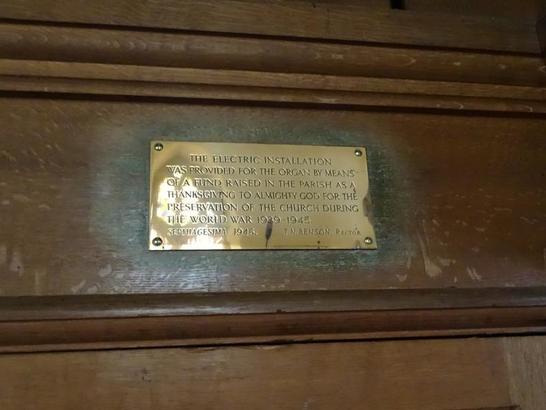 THE ELECTRIC INSTALLATION
WAS PROVIDED FOR THE ORGAN BY MEANS
OF A FUND RAISED IN THE PARISH AS A
THANKSGIVING TO ALMIGHTY GOD FOR THE
PRESERVATION OF THE CHURCH DURING
THE WORLD WAR 1939-1945
SEPTUAGESIMA 1948. T.N. BENSON, RECTOR